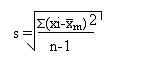 s = √ Σ(xi-x̅m) 2
n-1